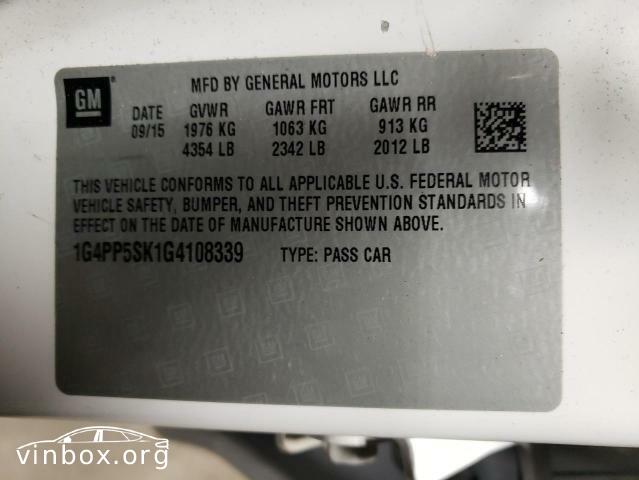 MFD BY GENERAL MOTORS LLC
GM®
DATE GVWR GAWR FRT GAWR RR
09/15 1976 KG 1063 KG 913 KG
4354 LB 2342 LB 2012 LB
THIS VEHICLE CONFORMS TO ALL APPLICABLE U.S. FEDERAL MOTOR
VEHICLE SAFETY, BUMPER, AND THEFT PREVENTION STANDARDS IN
EFFECT ON THE DATE OF MANUFACTURE SHOWN ABOVE.
1G4PP5SK1G4108339 TYPE: PASS CAR
vinbox.org